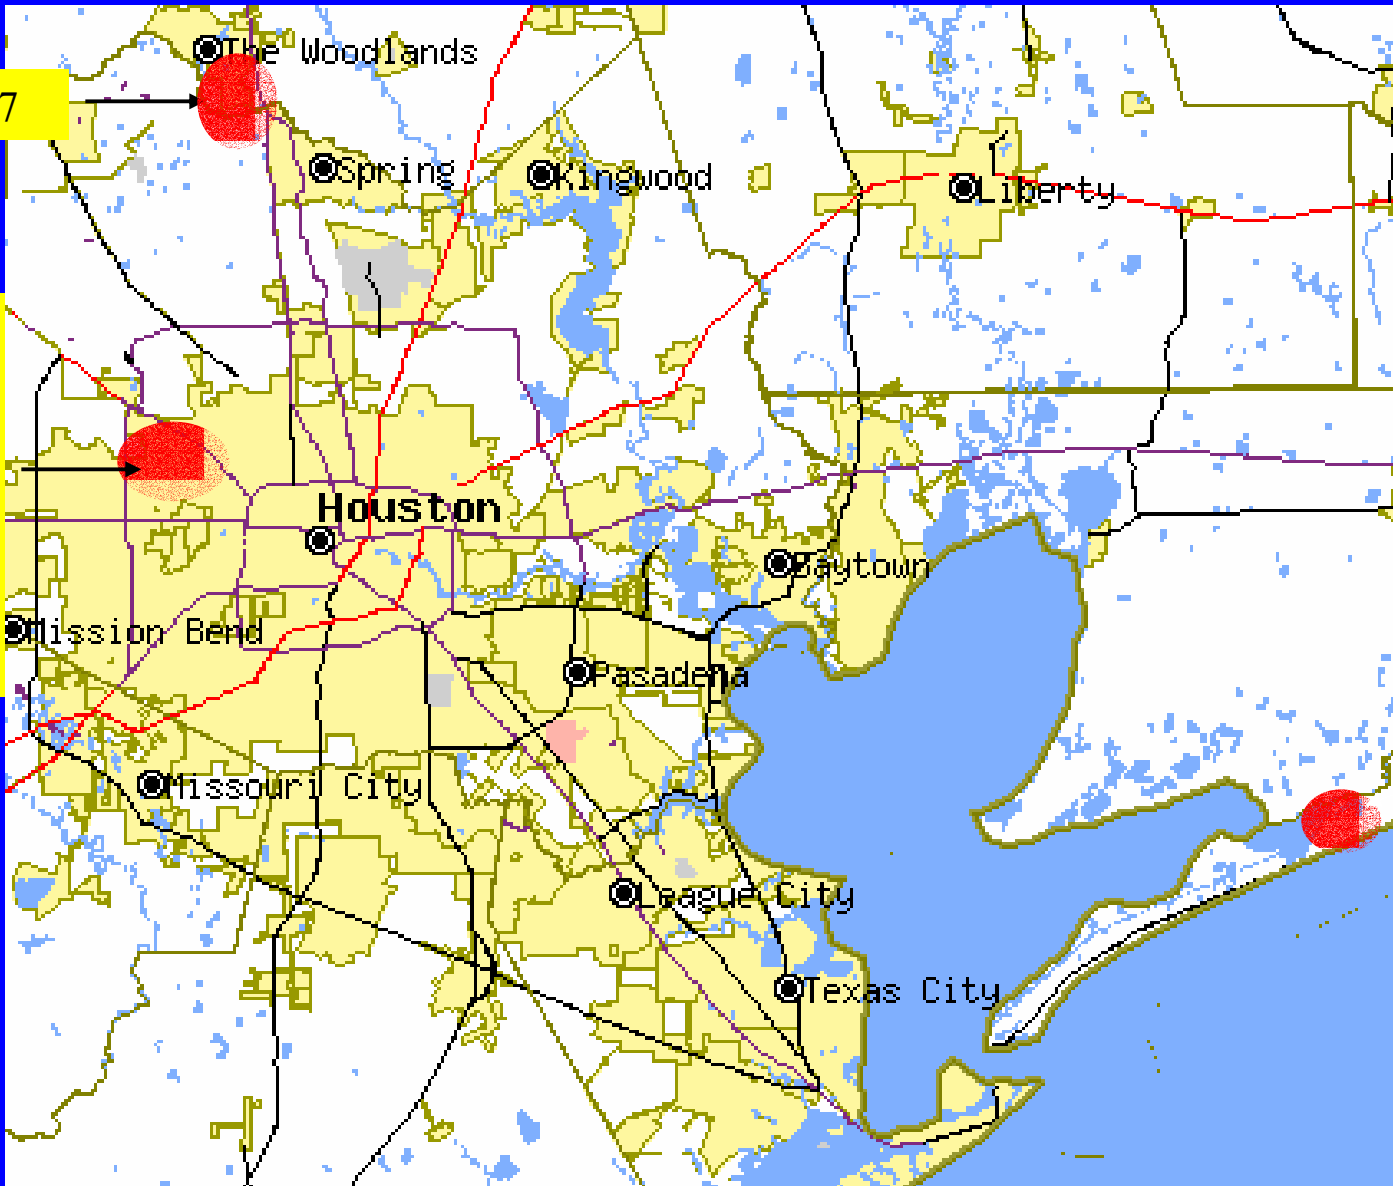 The Woodlands
7
Spring
Kingwood
Liberty
Houston
Baytown
Mission Bend
Pasadena
Missouri City
League City
Texas City